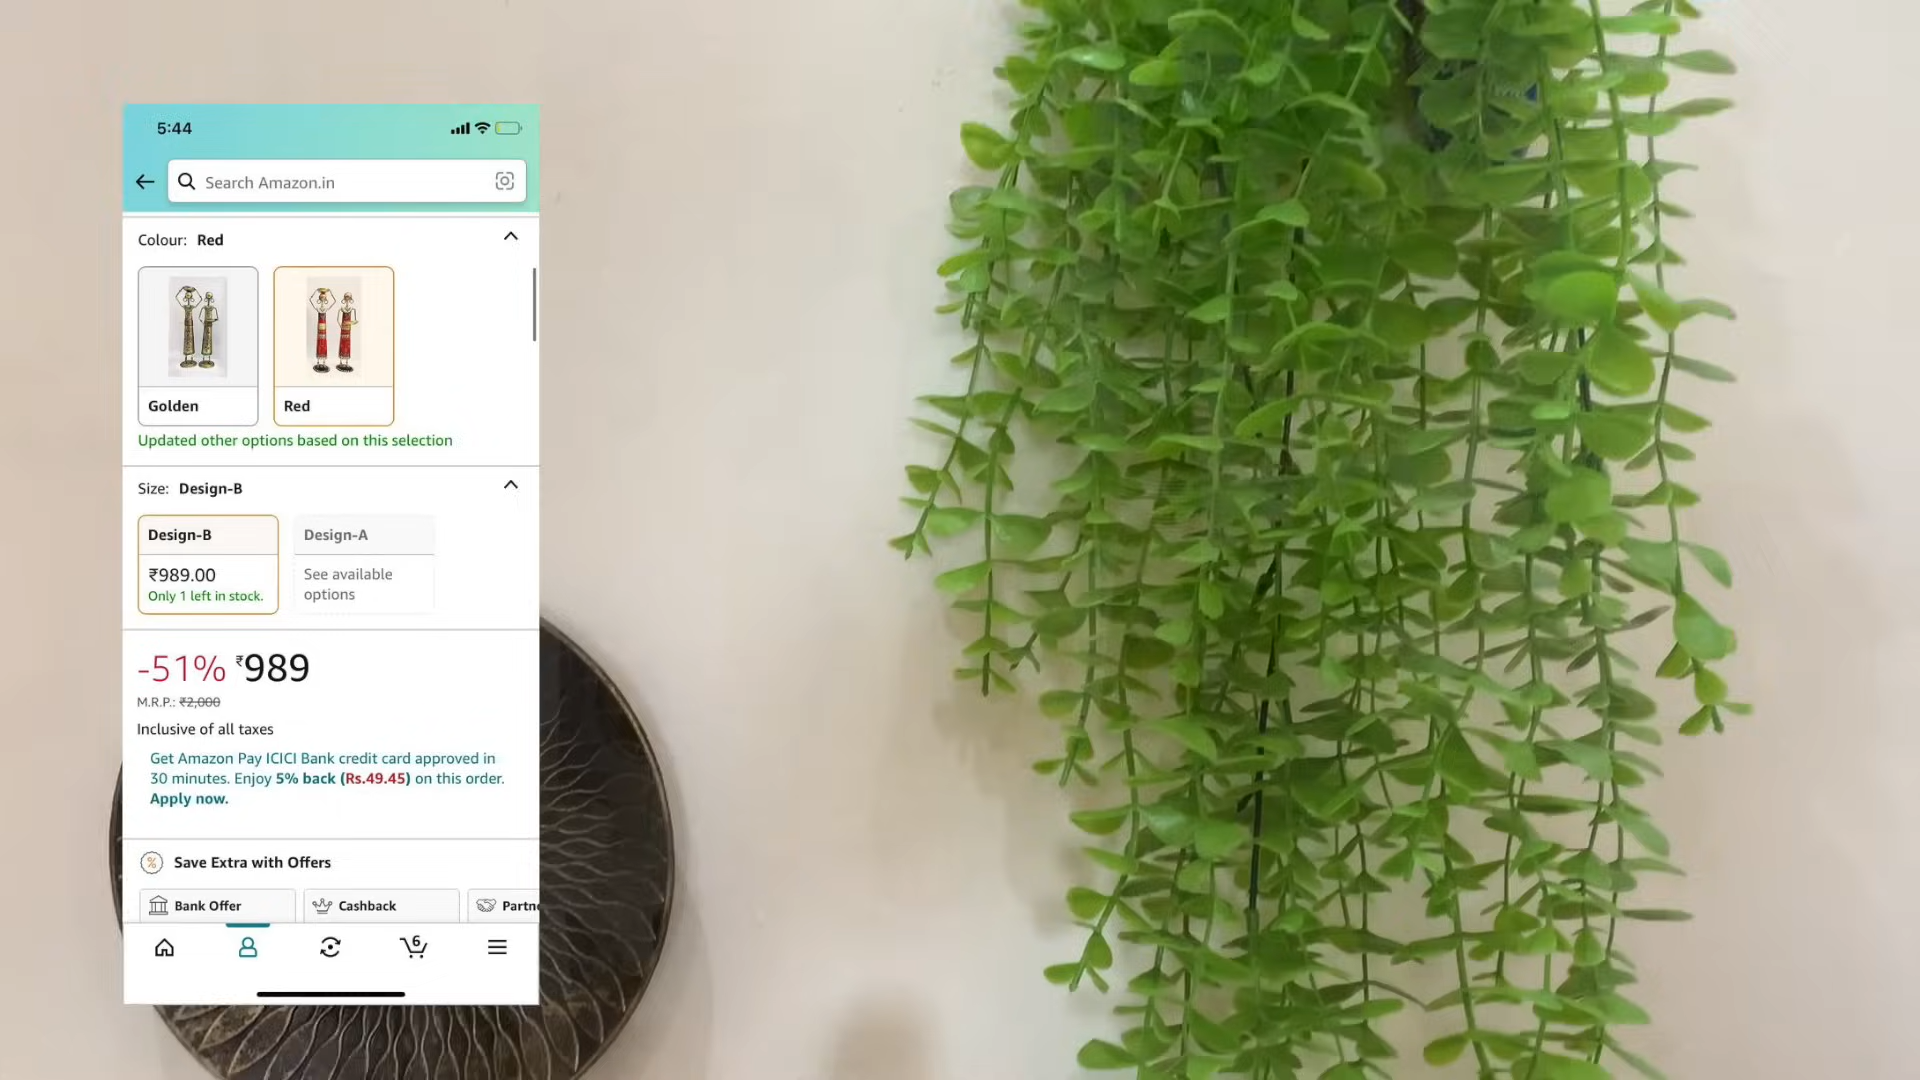 5:44
Search Amazon.in
Colour: Red
Golden
Red
Updated other options based on this selection
Size: Design-B
Design-B
Design-A
₹989.00
See available
Only 1 left in stock.
options
-51% ₹989
M.R.P.: ₹2,000
Inclusive of all taxes
Get Amazon Pay ICICI Bank credit card approved in
30 minutes. Enjoy 5% back (Rs.49.45) on this order.
Apply now.
% Save Extra with Offers
Bank Offer
Cashback
Partn
6